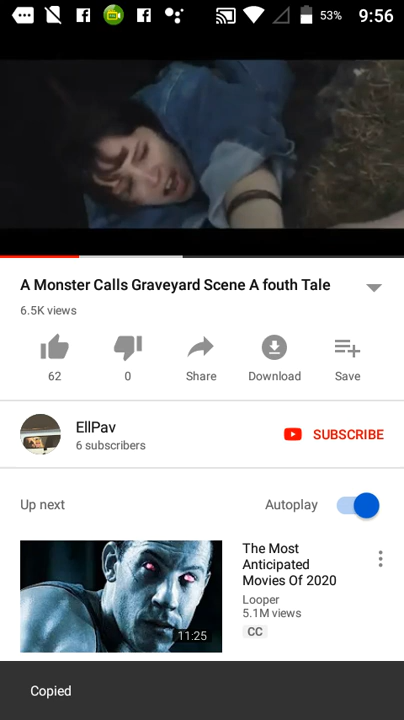 53% 9:56
A Monster Calls Graveyard Scene A fouth Tale
6.5K views
62 0 Share Download Save
EllPav
6 subscribers
SUBSCRIBE
Up next Autoplay
The Most
Anticipated
Movies Of 2020
Looper
5.1M views
CC
11:25
Copied